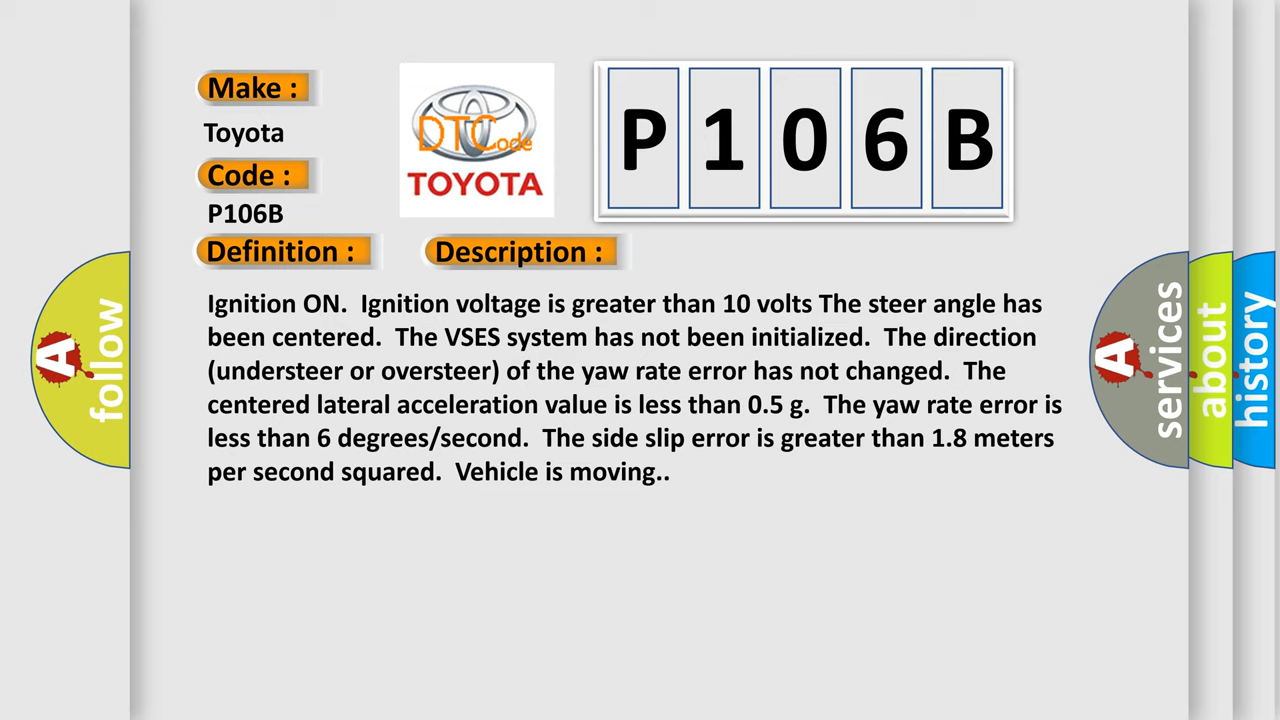 Make :
Toyota
Code :
P106B
Definition :
Description :
DTCode
TOYOTA
P106B
Ignition ON. Ignition voltage is greater than 10 volts The steer angle has
been centered. The VSES system has not been initialized. The direction
(understeer or oversteer) of the yaw rate error has not changed. The
centered lateral acceleration value is less than 0.5 g. The yaw rate error is
less than 6 degrees/second. The side slip error is greater than 1.8 meters
per second squared. Vehicle is moving..
A follow
A services
about
history